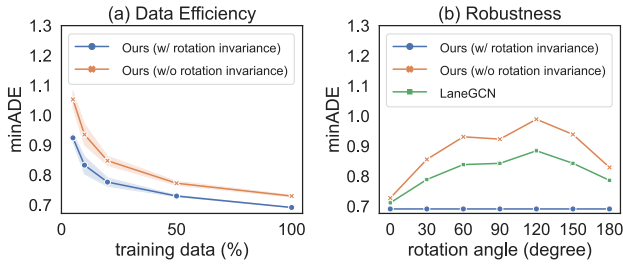 (a) Data Efficiency
1.3
1.2
1.1
1.0
0.9
0.8
0.7
minADE
Ours (w/ rotation invariance)
Ours (w/o rotation invariance)
0 50 100
training data (%)
(b) Robustness
1.3
1.2
1.1
1.0
0.9
0.8
0.7
minADE
Ours (w/ rotation invariance)
Ours (w/o rotation invariance)
LaneGCN
0 30 60 90 120 150 180
rotation angle (degree)